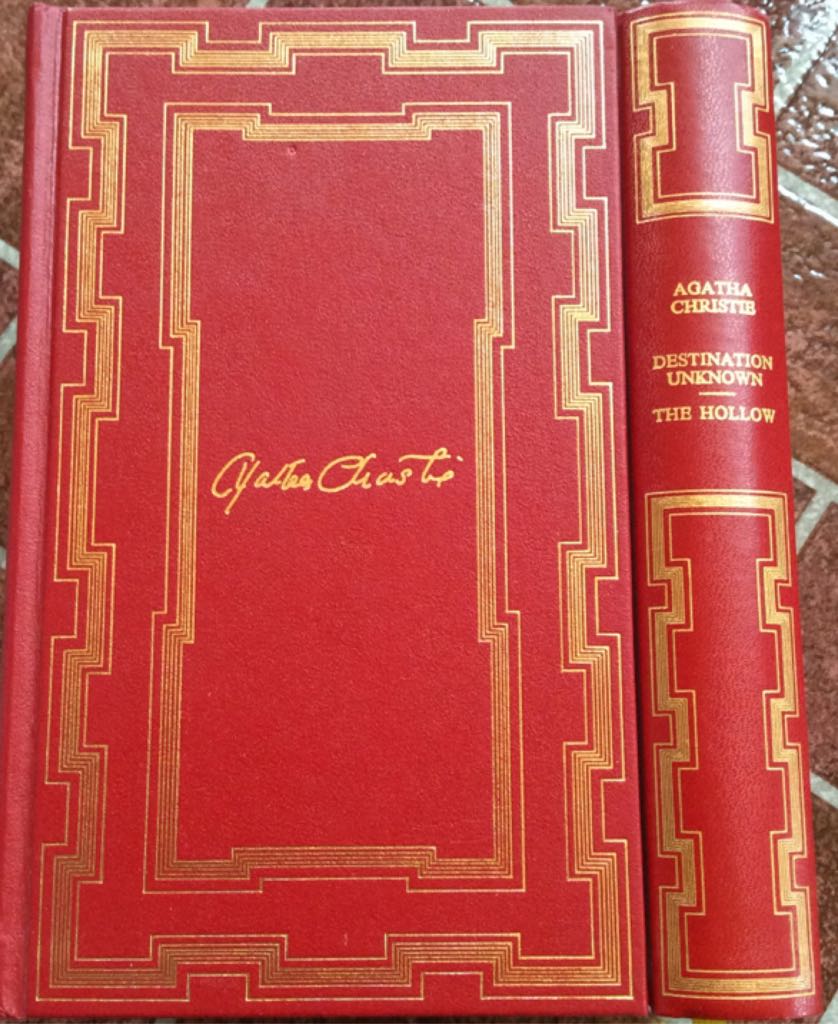 Agatha Christie
AGATHA
CHRISTIE
DESTINATION
UNKNOWN
THE HOLLOW